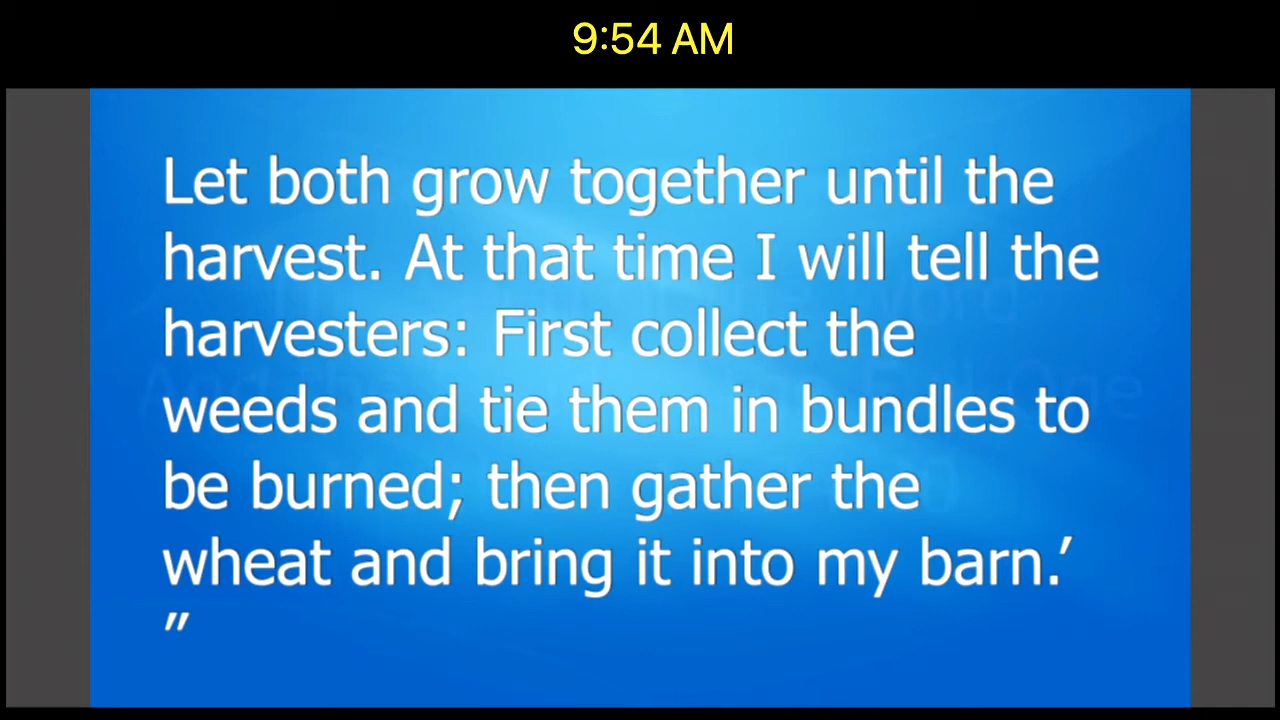 9:54 AM
Let both grow together until the
harvest. At that time I will tell the
harvesters: First collect the
weeds and tie them in bundles to
be burned; then gather the
wheat and bring it into my barn.’
”